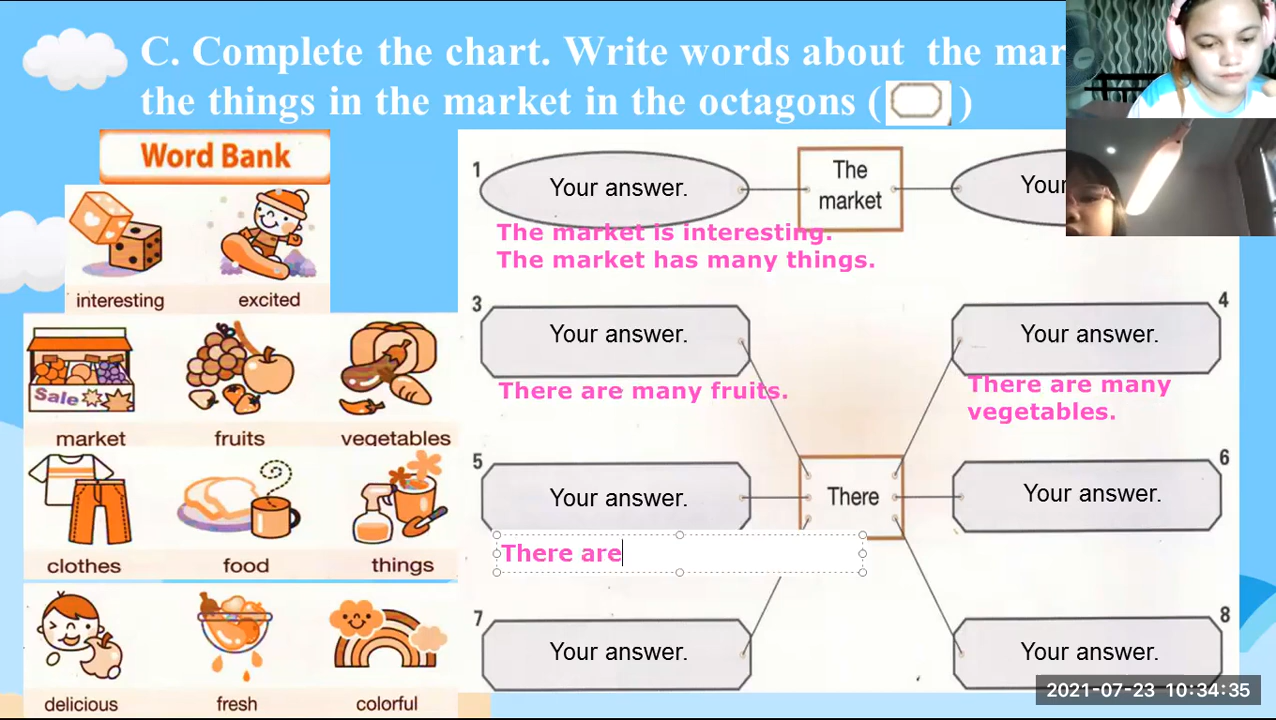 C. Complete the chart. Write words about the mar
the things in the market in the octagons ( )
Word Bank
interesting
excited
market
Sale
fruits
vegetables
clothes
food
things
delicious
fresh
colorful
1
Your answer.
The
market
Your
The market is interesting.
The market has many things.
3
Your answer.
4
Your answer.
There are many fruits.
There are many
vegetables.
5
Your answer.
There
6
Your answer.
There are
7
Your answer.
8
Your answer.
2021-07-23 10:34:35